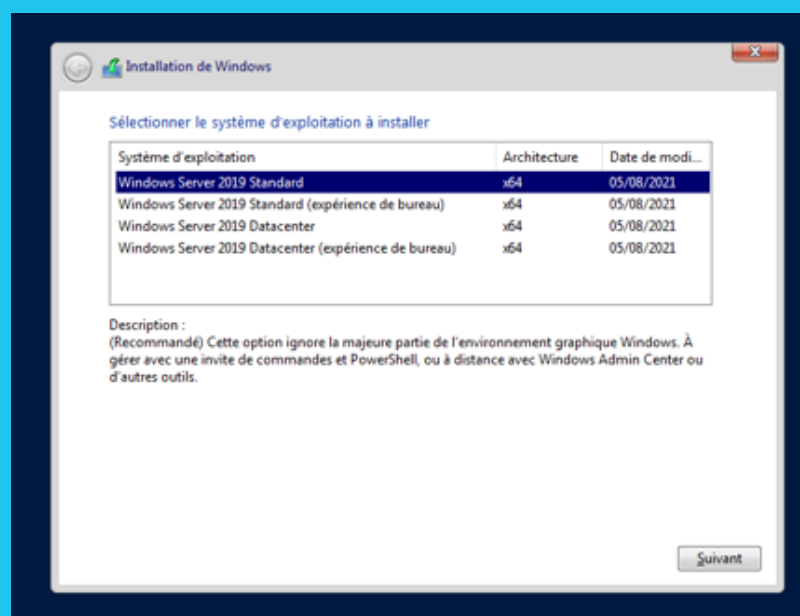 Installation de Windows
Sélectionner le système d'exploitation à installer
Système d'exploitation Architecture Date de modi...
Windows Server 2019 Standard x64 05/08/2021
Windows Server 2019 Standard (expérience de bureau) x64 05/08/2021
Windows Server 2019 Datacenter x64 05/08/2021
Windows Server 2019 Datacenter (expérience de bureau) x64 05/08/2021
Description :
(Recommandé) Cette option ignore la majeure partie de l'environnement graphique Windows. À
gérer avec une invite de commandes et PowerShell, ou à distance avec Windows Admin Center ou
d'autres outils.
Suivant